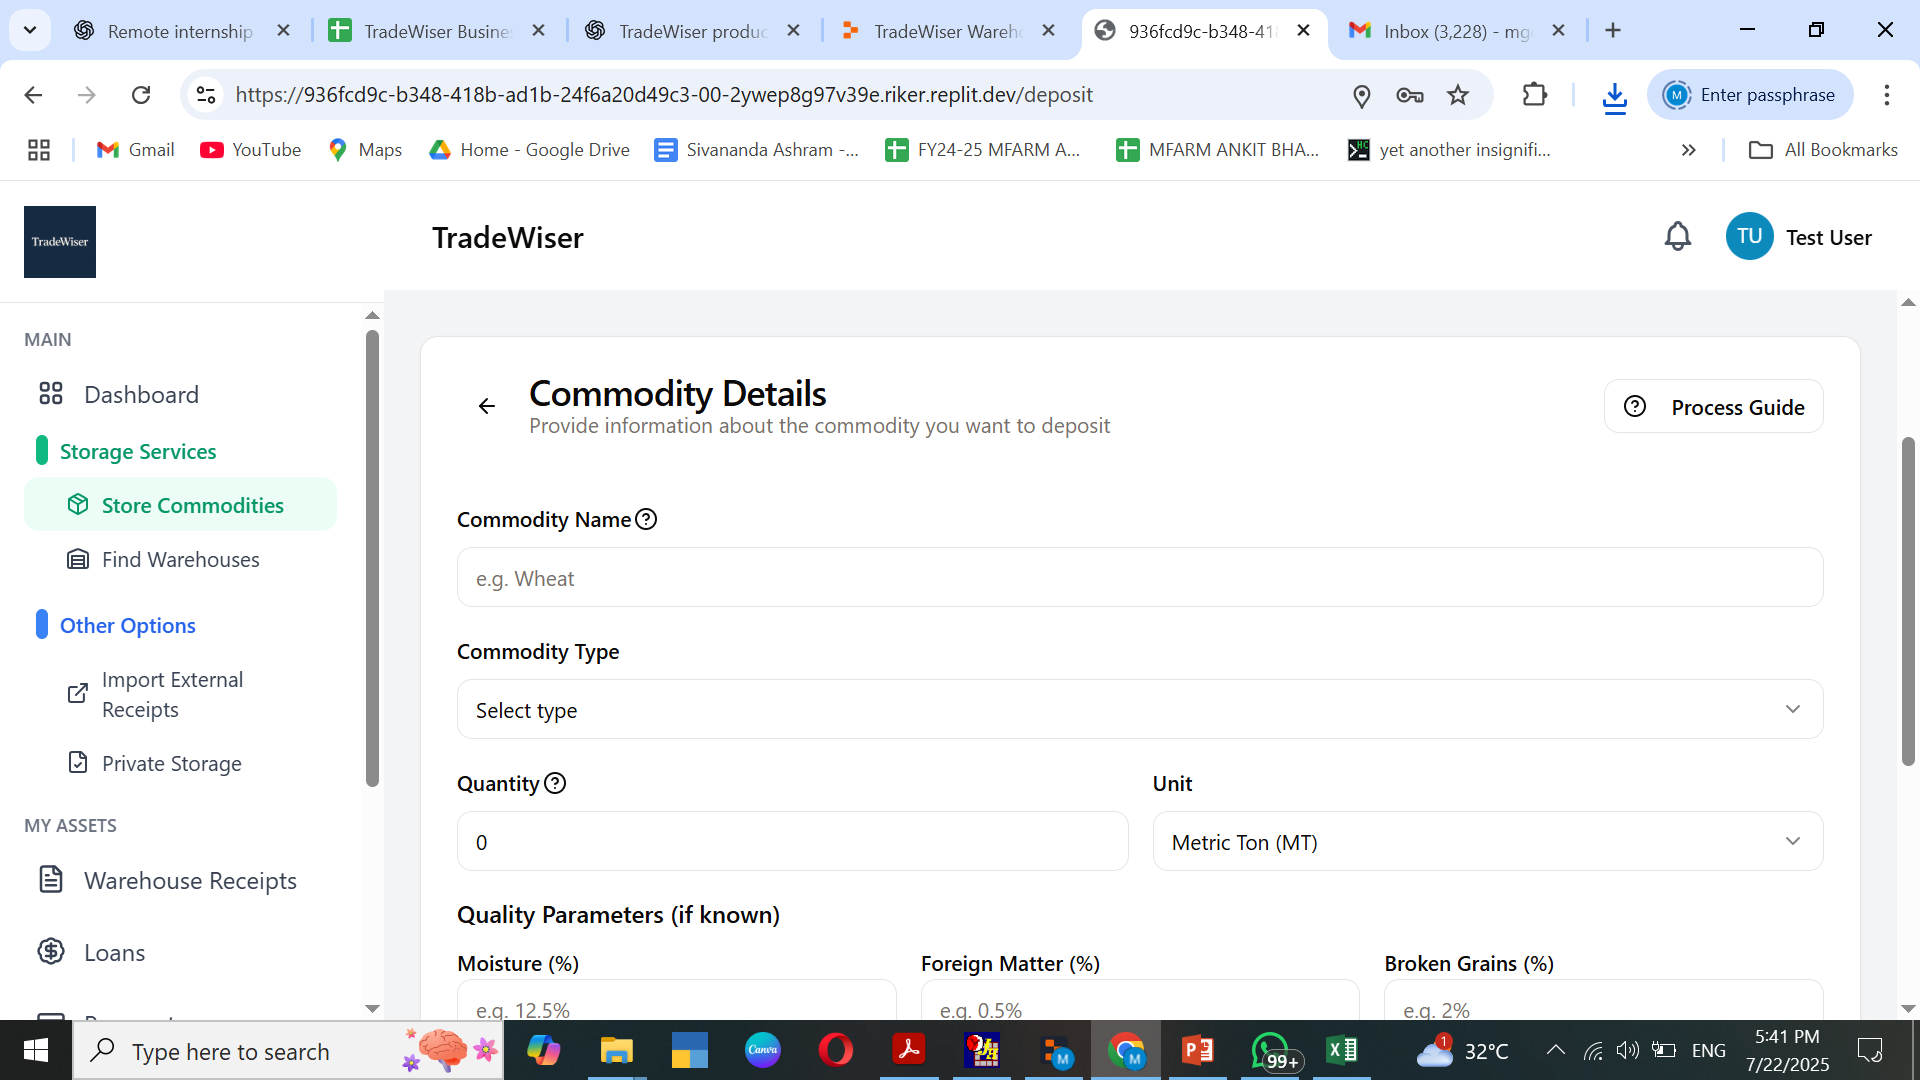 Remote internship
TradeWiser Busine
TradeWiser produc
TradeWiser Wareho
936fcd9c-b348-418
Inbox (3,228) - mg
https://936fcd9c-b348-418b-ad1b-24f6a20d49c3-00-2ywep8g97v39e.riker.replit.dev/deposit
M
Enter passphrase
Gmail
YouTube
Maps
Home - Google Drive
Sivananda Ashram -...
FY24-25 MFARM A...
MFARM ANKIT BHA...
yet another insignifi...
All Bookmarks
TradeWiser
TradeWiser
TU
Test User
MAIN
Dashboard
Storage Services
Store Commodities
Find Warehouses
Other Options
Import External
Receipts
Private Storage
MY ASSETS
Warehouse Receipts
Loans
Commodity Details
Provide information about the commodity you want to deposit
Process Guide
Commodity Name
e.g. Wheat
Commodity Type
Select type
Quantity
Unit
0
Metric Ton (MT)
Quality Parameters (if known)
Moisture (%)
Foreign Matter (%)
Broken Grains (%)
e.g. 12.5%
e.g. 0.5%
e.g. 2%
Type here to search
Canva
M
M
99+
1
32°C
ENG
5:41 PM
7/22/2025